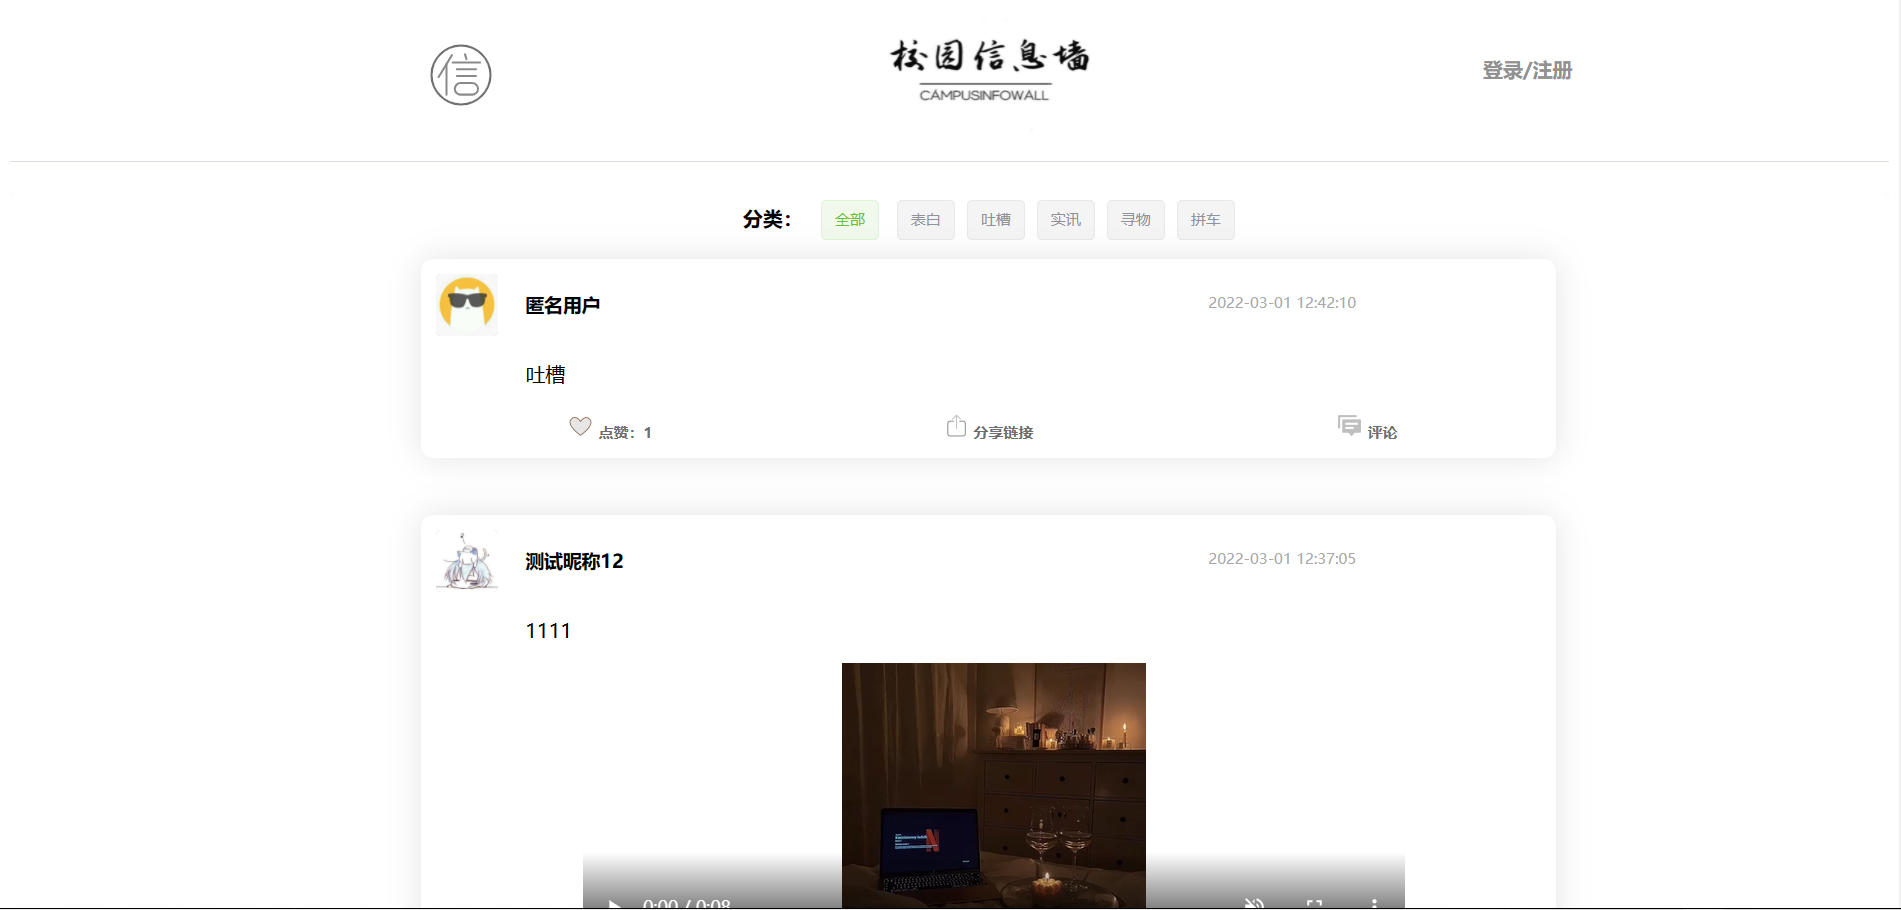 信
校园信息墙
CAMPUSINFOWALL
登录/注册
分类：
全部
表白
吐槽
实讯
寻物
拼车
匿名用户
2022-03-01 12:42:10
吐槽
点赞：1
分享链接
评论
测试昵称12
2022-03-01 12:37:05
1111
N
0:00 / 0:08